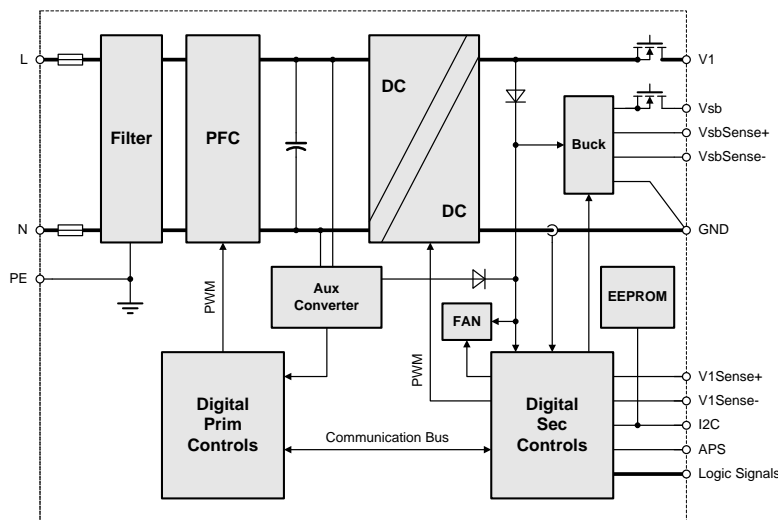 L
V1
DC
Vsb
VsbSense+
Filter
PFC
Buck
VsbSense-
DC
N
GND
PE
Aux
Converter
EEPROM
PWM
FAN
PWM
V1Sense+
Digital
Prim
Controls
Digital
Sec
Controls
V1Sense-
I2C
Communication Bus
APS
Logic Signals